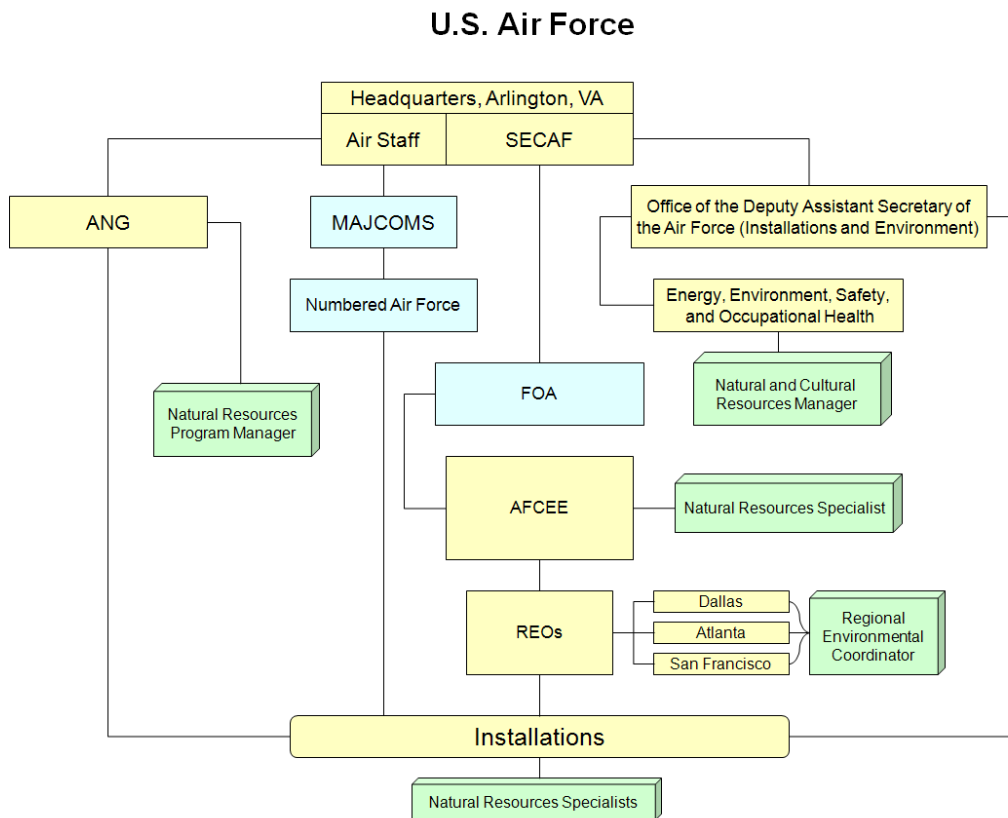 U.S. Air Force
Headquarters, Arlington, VA
Air Staff
SECAF
ANG
MAJCOMS
Office of the Deputy Assistant Secretary of
the Air Force (Installations and Environment)
Numbered Air Force
Energy, Environment, Safety,
and Occupational Health
Natural Resources
Program Manager
FOA
Natural and Cultural
Resources Manager
AFCEE
Natural Resources Specialist
REOs
Dallas
Atlanta
San Francisco
Regional
Environmental
Coordinator
Installations
Natural Resources Specialists